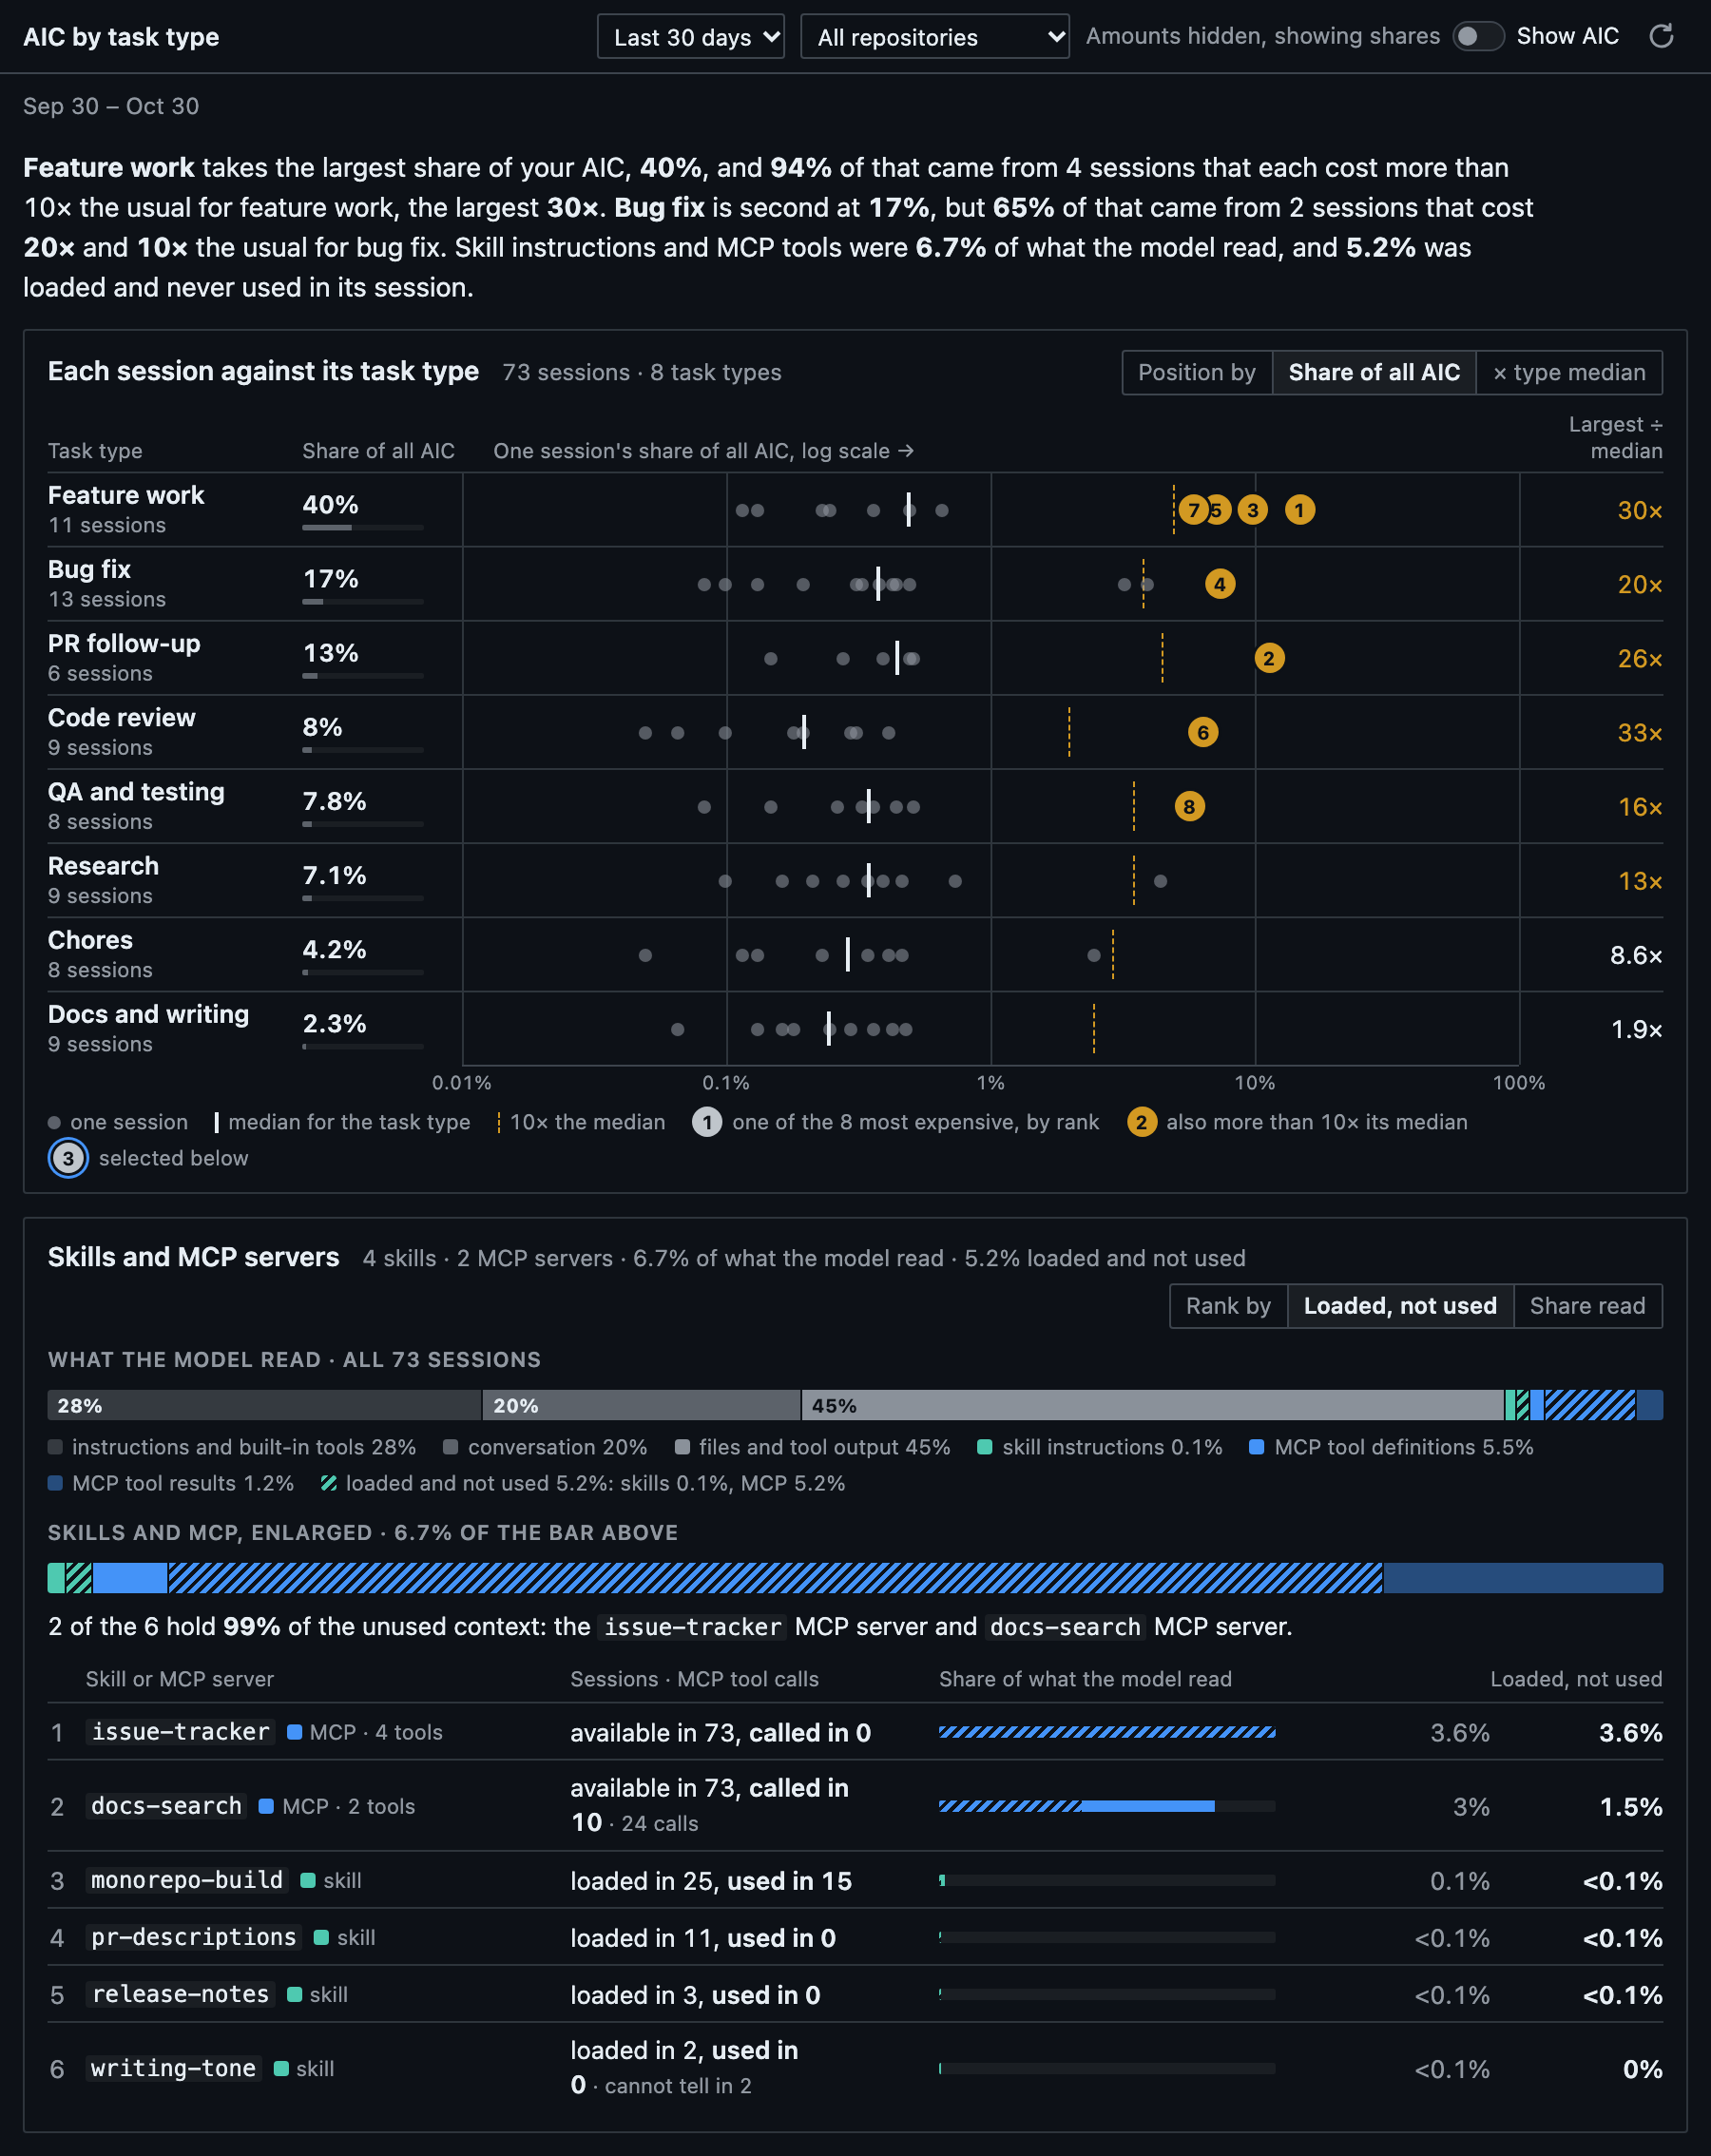 AIC by task type
Last 30 days
All repositories
Amounts hidden, showing shares
Show AIC
Sep 30 – Oct 30
Feature work takes the largest share of your AIC, 40%, and 94% of that came from 4 sessions that each cost more than
10× the usual for feature work, the largest 30×. Bug fix is second at 17%, but 65% of that came from 2 sessions that cost
20× and 10× the usual for bug fix. Skill instructions and MCP tools were 6.7% of what the model read, and 5.2% was
loaded and never used in its session.
Each session against its task type 73 sessions · 8 task types
Position by Share of all AIC × type median
Task type Share of all AIC One session's share of all AIC, log scale → Largest ÷
median
Feature work
11 sessions
40%
7 5 3 1
30×
Bug fix
13 sessions
17%
4
20×
PR follow-up
6 sessions
13%
2
26×
Code review
9 sessions
8%
6
33×
QA and testing
8 sessions
7.8%
8
16×
Research
9 sessions
7.1%
13×
Chores
8 sessions
4.2%
8.6×
Docs and writing
9 sessions
2.3%
1.9×
0.01% 0.1% 1% 10% 100%
one session median for the task type 10× the median 1 one of the 8 most expensive, by rank 2 also more than 10× its median
3 selected below
Skills and MCP servers 4 skills · 2 MCP servers · 6.7% of what the model read · 5.2% loaded and not used
Rank by Loaded, not used Share read
WHAT THE MODEL READ · ALL 73 SESSIONS
28% 20% 45%
instructions and built-in tools 28% conversation 20% files and tool output 45% skill instructions 0.1% MCP tool definitions 5.5%
MCP tool results 1.2% loaded and not used 5.2%: skills 0.1%, MCP 5.2%
SKILLS AND MCP, ENLARGED · 6.7% OF THE BAR ABOVE
2 of the 6 hold 99% of the unused context: the issue-tracker MCP server and docs-search MCP server.
Skill or MCP server Sessions · MCP tool calls Share of what the model read Loaded, not used
1 issue-tracker MCP · 4 tools available in 73, called in 0 3.6% 3.6%
2 docs-search MCP · 2 tools available in 73, called in
10 · 24 calls 3% 1.5%
3 monorepo-build skill loaded in 25, used in 15 0.1% <0.1%
4 pr-descriptions skill loaded in 11, used in 0 <0.1% <0.1%
5 release-notes skill loaded in 3, used in 0 <0.1% <0.1%
6 writing-tone skill loaded in 2, used in
0 · cannot tell in 2 <0.1% 0%